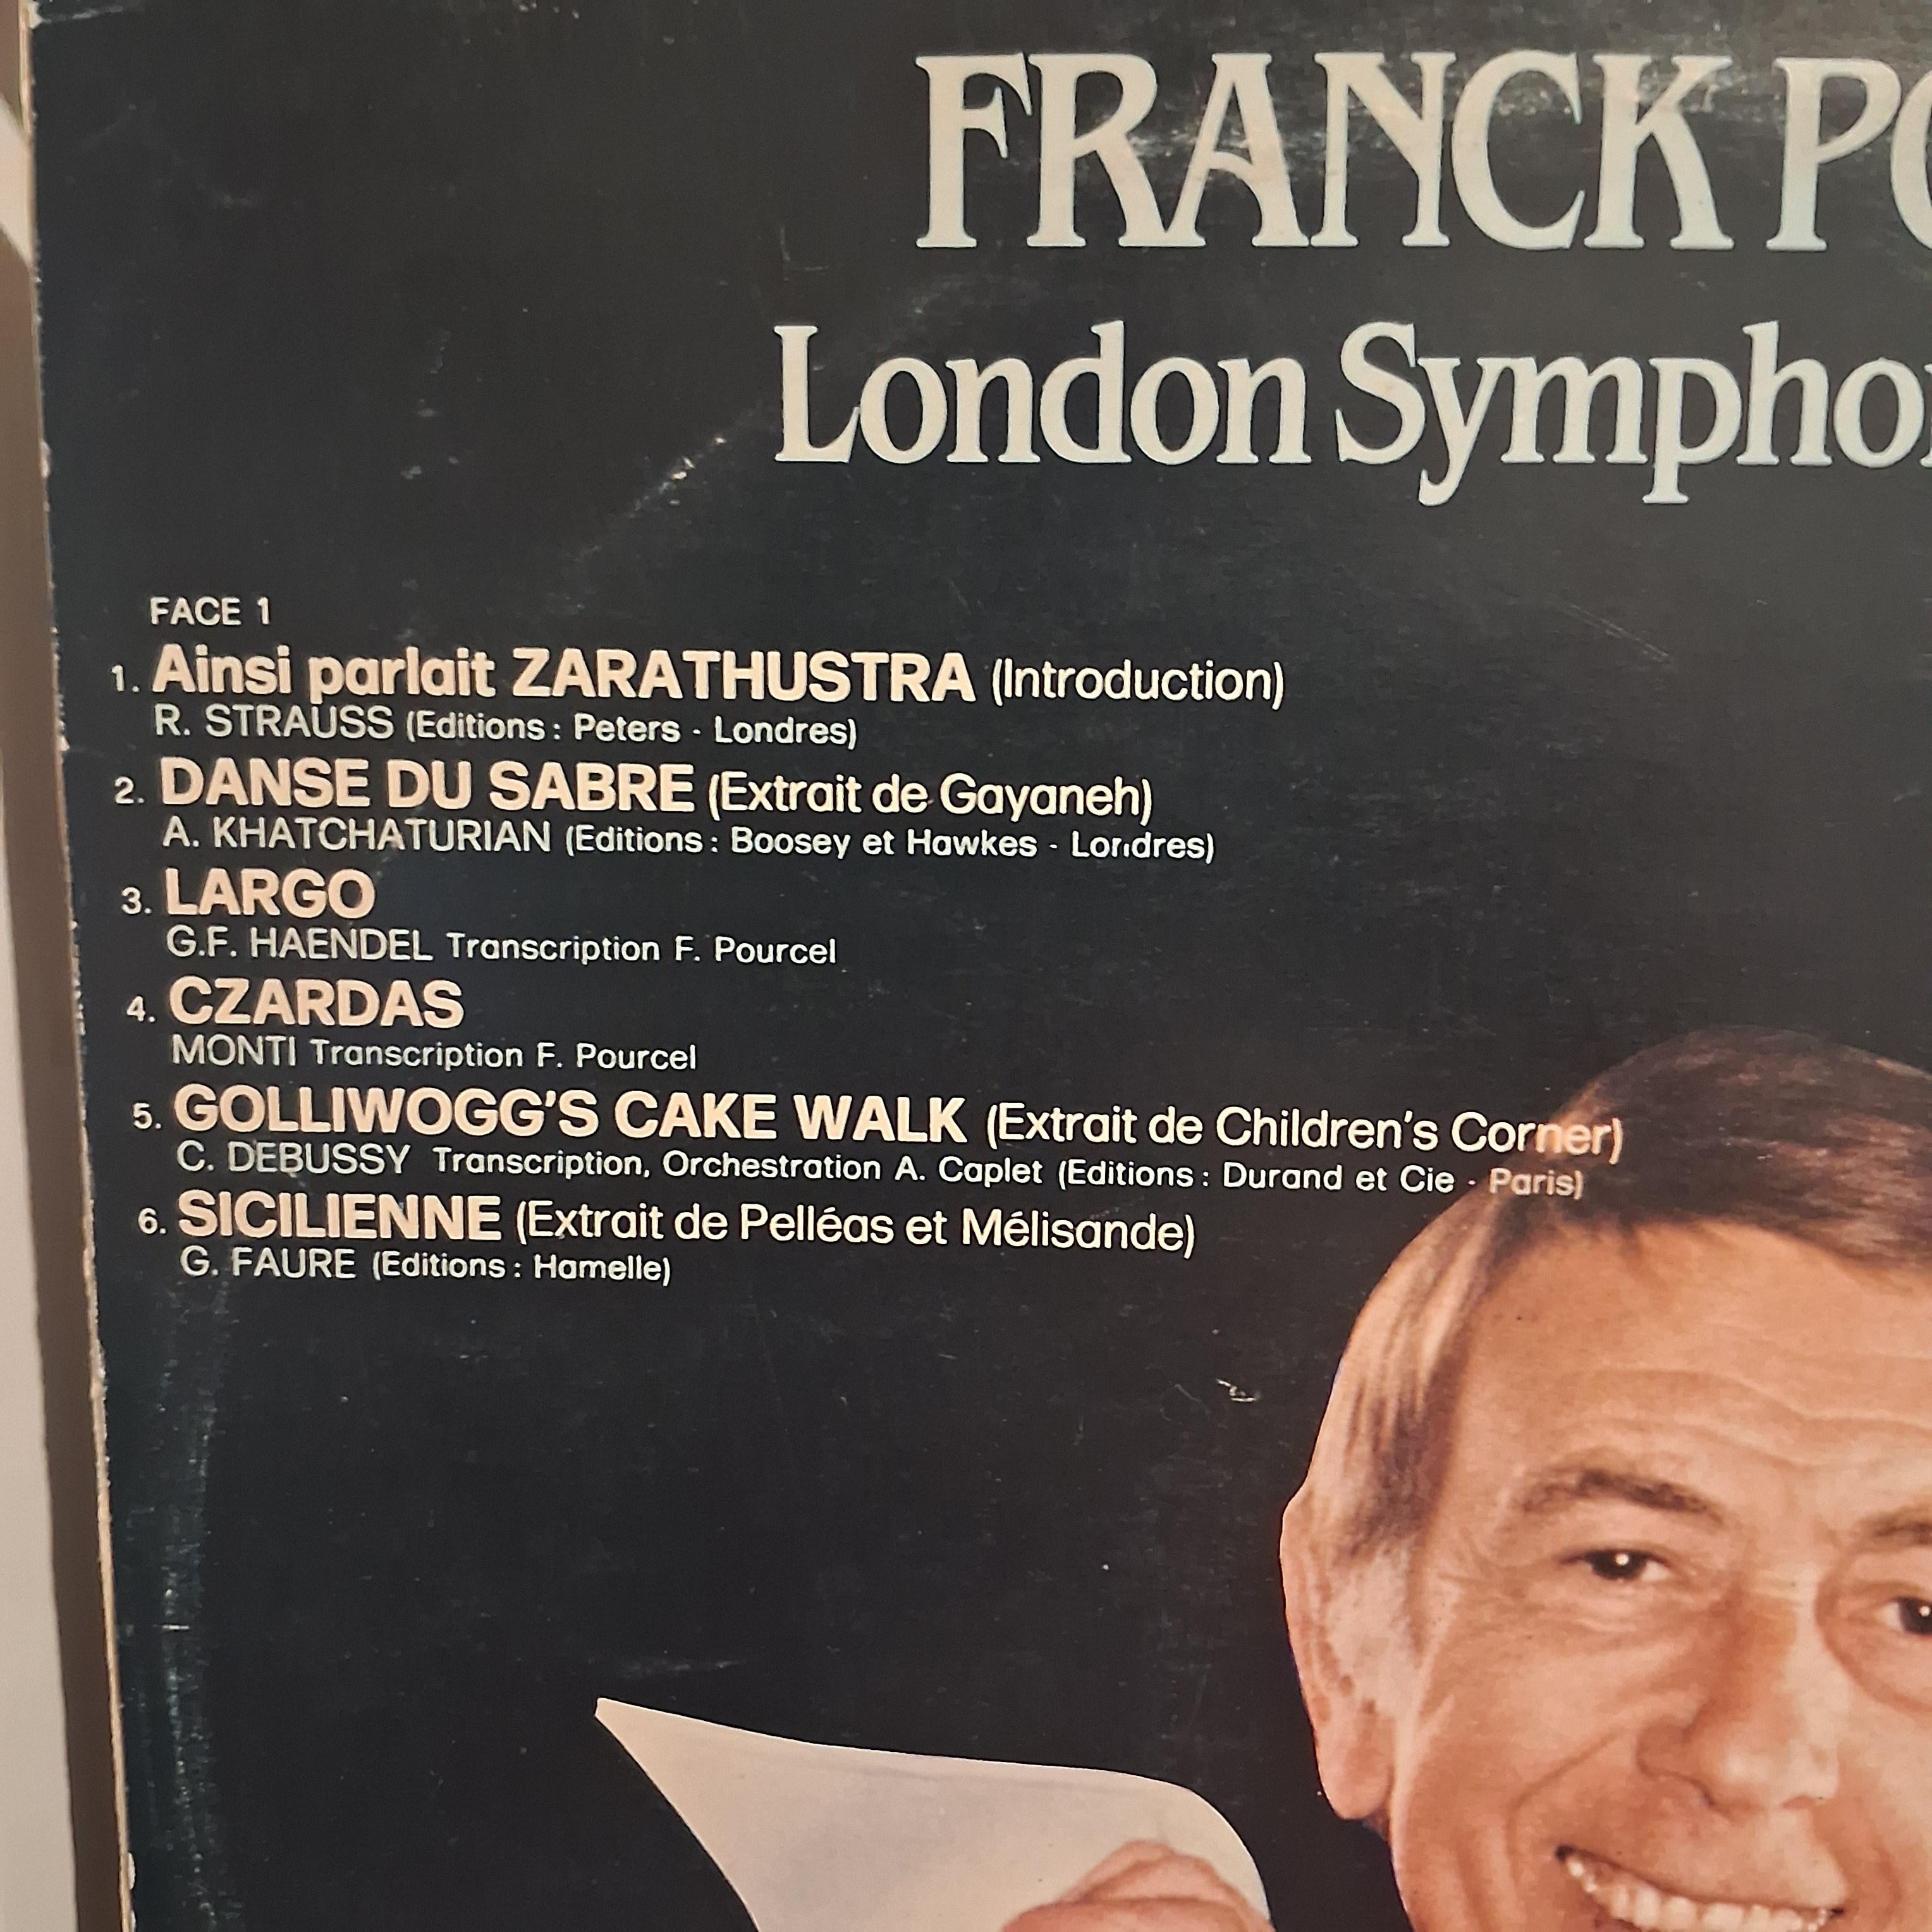 FRANCK
London
FACE 1
1. Ainsi parlait ZARATHUSTRA (Introduction)
R. STRAUSS (Editions : Peters - Londres)
2. DANSE DU SABRE (Extrait de Gayaneh)
A. KHATCHATURIAN (Editions : Boosey et Hawkes - Londres)
3. LARGO
G.F. HAENDEL Transcription F. Pourcel
4. CZARDAS
MONTI Transcription F. Pourcel
5. GOLLIWOGG'S CAKE WALK (Extrait de Children's Corner)
C. DEBUSSY Transcription, Orchestration A. Caplet (Editions : Durand et Cie - Paris)
6. SICILIENNE (Extrait de Pelléas et Mélisande)
G. FAURE (Editions : Hamelle)